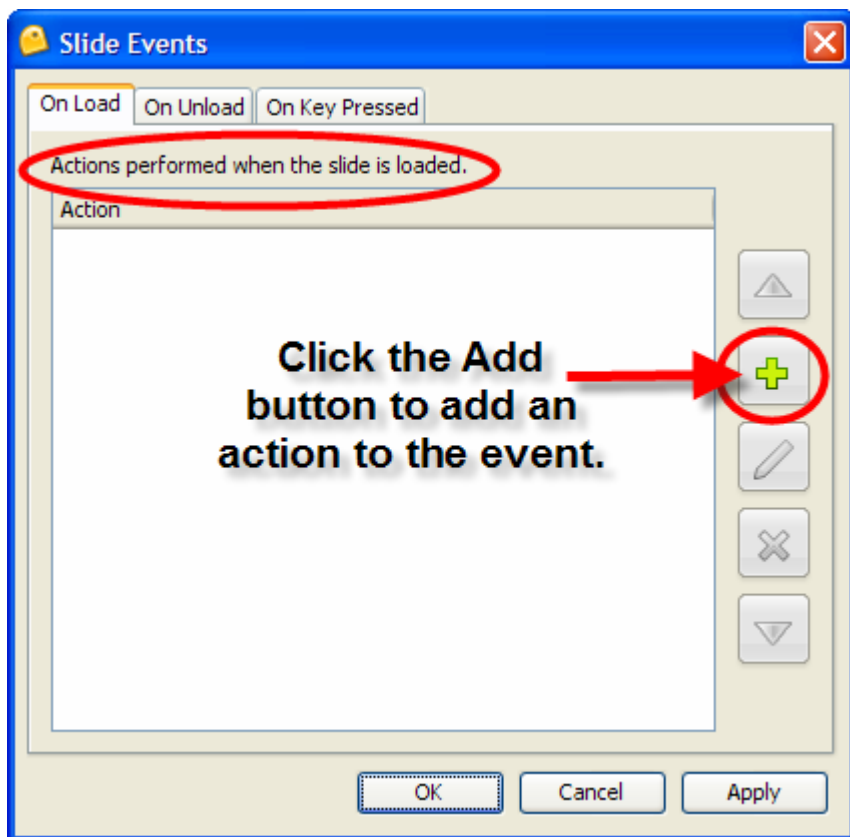 Slide Events
On Load On Unload On Key Pressed
Actions performed when the slide is loaded.
Action
Click the Add
button to add an
action to the event.
OK Cancel Apply